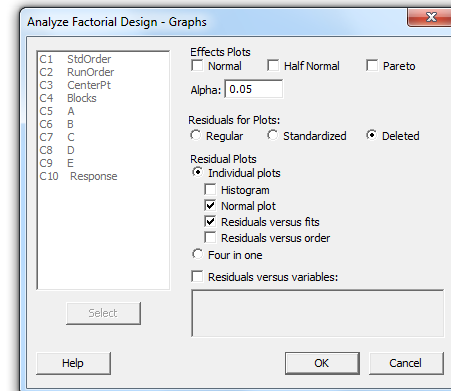 Analyze Factorial Design - Graphs
C1 StdOrder
C2 RunOrder
C3 CenterPt
C4 Blocks
C5 A
C6 B
C7 C
C8 D
C9 E
C10 Response
Select
Effects Plots
Normal Half Normal Pareto
Alpha: 0.05
Residuals for Plots:
Regular Standardized Deleted
Residual Plots
Individual plots
Histogram
Normal plot
Residuals versus fits
Residuals versus order
Four in one
Residuals versus variables:
Help OK Cancel